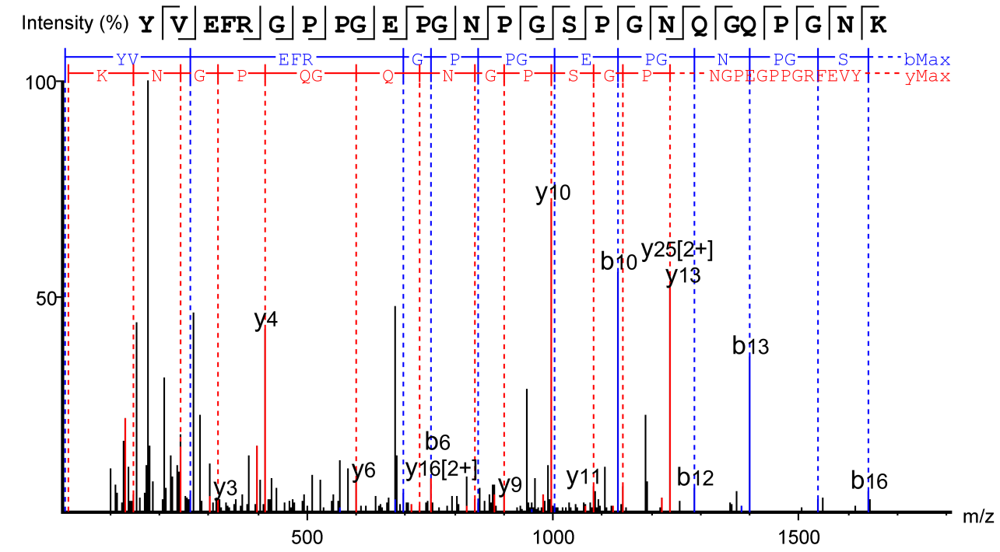 Intensity (%) Y V E F R G P P G E P G N P G S P G N Q G Q P G N K
YV EFR G P PG E PG N PG S bMax
K N G P QG Q N G P S G P NGPEGPPGRFEVY yMax
100
y10
y25[2+]
b10
y13
50
y4
b13
b6
y16[2+]
y6
y11
b12
b16
y9
y3
m/z
500 1000 1500